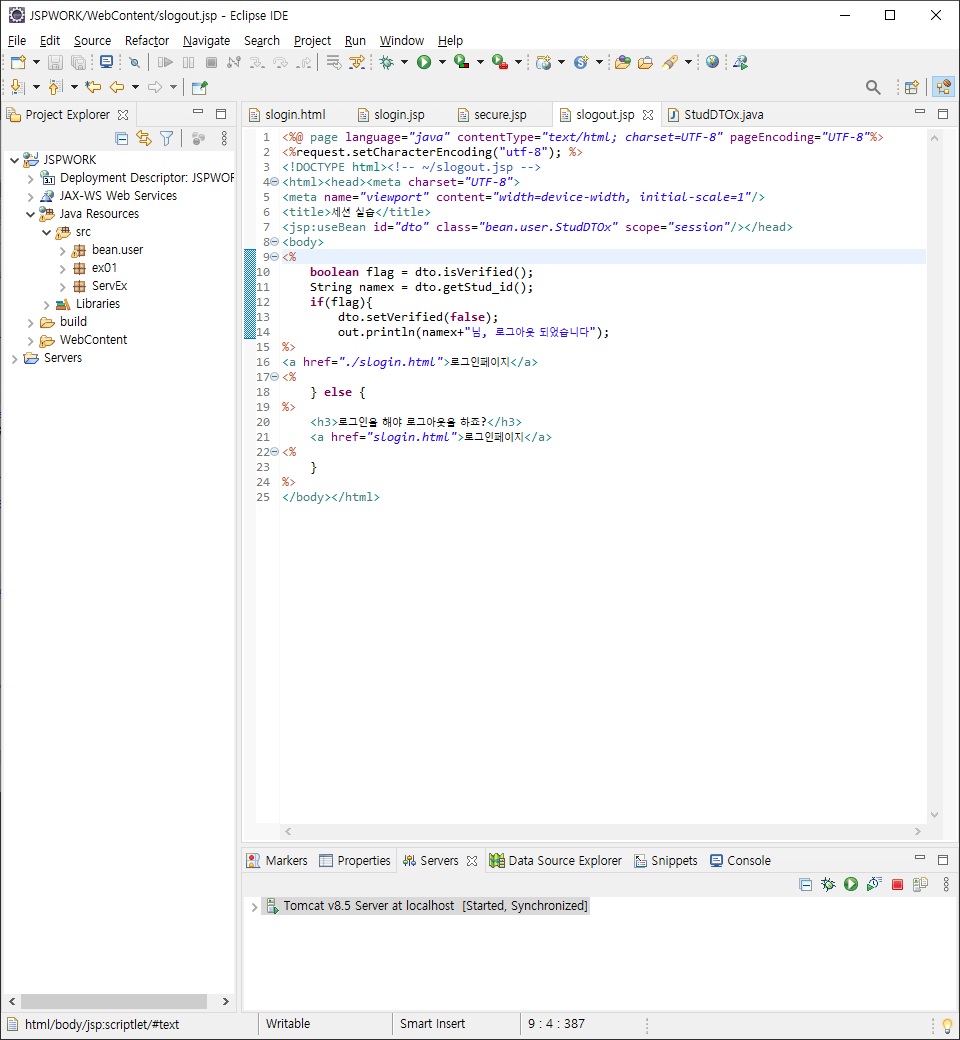 JSPWORK/WebContent/slogout.jsp - Eclipse IDE
File Edit Source Refactor Navigate Search Project Run Window Help
Project Explorer
JSPWORK
Deployment Descriptor: JSPWOR
JAX-WS Web Services
Java Resources
src
bean.user
ex01
ServEx
Libraries
build
WebContent
Servers
slogin.html slogin.jsp secure.jsp slogout.jsp StudDTOx.java
1 <%@ page language="java" contentType="text/html; charset=UTF-8" pageEncoding="UTF-8"%>
2 <%request.setCharacterEncoding("utf-8"); %>
3 <!DOCTYPE html><!-- ~/slogout.jsp -->
4 <html><head><meta charset="UTF-8">
5 <meta name="viewport" content="width=device-width, initial-scale=1"/>
6 <title>세션 실습</title>
7 <jsp:useBean id="dto" class="bean.user.StudDTOx" scope="session"/></head>
8 <body>
9 <%
10 boolean flag = dto.isVerified();
11 String namex = dto.getStud_id();
12 if(flag){
13 dto.setVerified(false);
14 out.println(namex+"님, 로그아웃 되었습니다");
15 %>
16 <a href="./slogin.html">로그인페이지</a>
17 <%
18 } else {
19 %>
20 <h3>로그인을 해야 로그아웃을 하죠?</h3>
21 <a href="slogin.html">로그인페이지</a>
22 <%
23 }
24 %>
25 </body></html>
Markers Properties Servers Data Source Explorer Snippets Console
Tomcat v8.5 Server at localhost [Started, Synchronized]
html/body/jsp:scriptlet/#text Writable Smart Insert 9 : 4 : 387